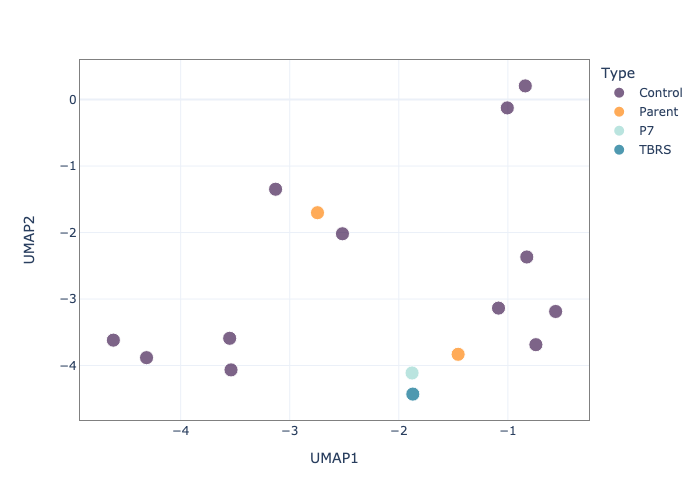 Type
Control
Parent
P7
TBRS
0
−1
−2
−3
−4
UMAP2
−4
−3
−2
−1
UMAP1